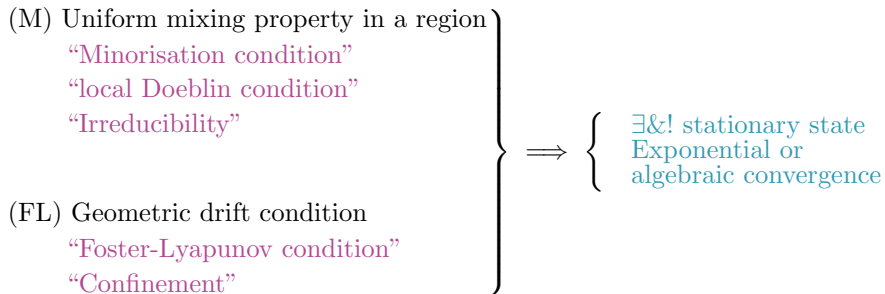 (M) Uniform mixing property in a region
“Minorisation condition”
“local Doeblin condition”
“Irreducibility”
(FL) Geometric drift condition
“Foster-Lyapunov condition”
“Confinement”
⟹
∃&! stationary state
Exponential or
algebraic convergence